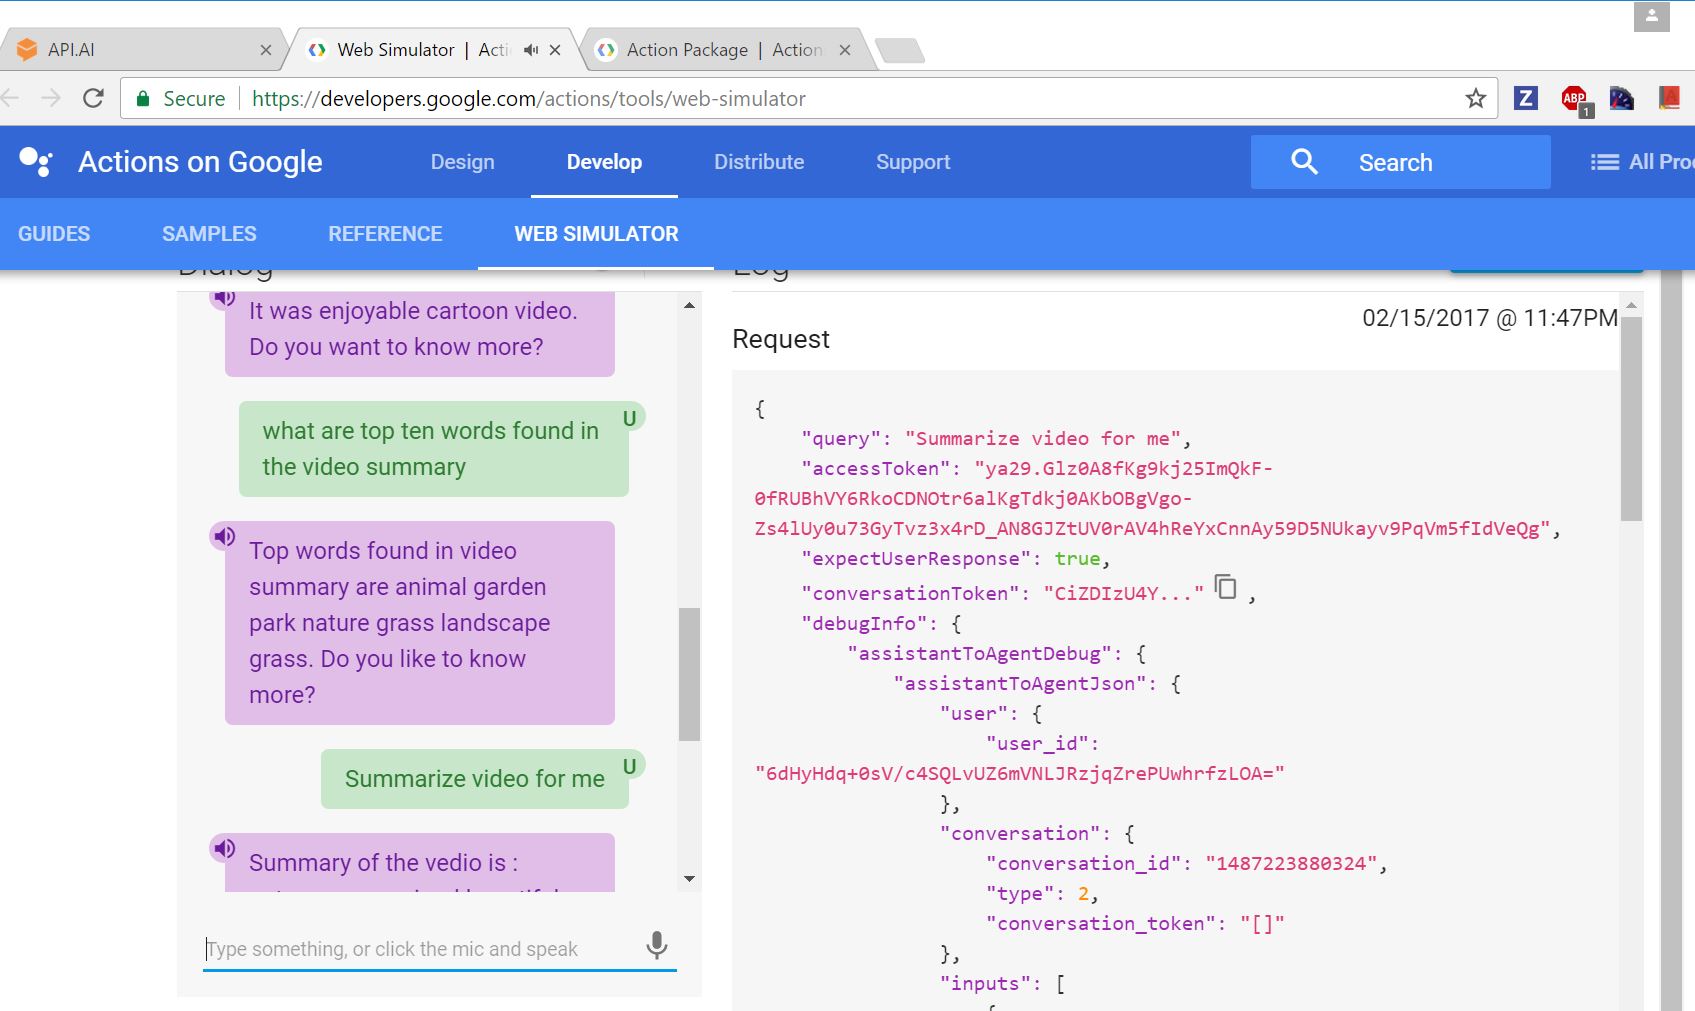 API.AI
Web Simulator | Acti
Action Package | Action
Secure https://developers.google.com/actions/tools/web-simulator
Z
ABP
1
Actions on Google
Design
Develop
Distribute
Support
Search
All Pro
GUIDES
SAMPLES
REFERENCE
WEB SIMULATOR
Dialog
It was enjoyable cartoon video.
Do you want to know more?
U
what are top ten words found in
the video summary
Top words found in video
summary are animal garden
park nature grass landscape
grass. Do you like to know
more?
U
Summarize video for me
Summary of the vedio is :
Type something, or click the mic and speak
Log
02/15/2017 @ 11:47PM
Request
{
"query": "Summarize video for me",
"accessToken": "ya29.Glz0A8fKg9kj25ImQkF-
0fRUBhVY6RkoCDNOtr6alKgTdkj0AKbOBgVgo-
Zs4lUy0u73GyTvz3x4rD_AN8GJZtUV0rAV4hReYxCnnAy59D5NUkayv9PqVm5fIdVeQg",
"expectUserResponse": true,
"conversationToken": "CiZDIzU4Y..." ,
"debugInfo": {
"assistantToAgentDebug": {
"assistantToAgentJson": {
"user": {
"user_id":
"6dHyHdq+0sV/c4SQLvUZ6mVNLJRzjqZrePUwhrfzLOA="
},
"conversation": {
"conversation_id": "1487223880324",
"type": 2,
"conversation_token": "[]"
},
"inputs": [
{